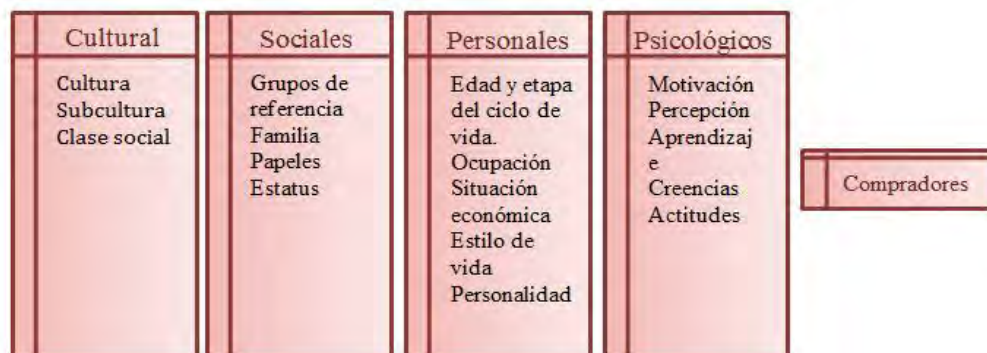 Cultural
Cultura
Subcultura
Clase social
Sociales
Grupos de
referencia
Familia
Papeles
Estatus
Personales
Edad y etapa
del ciclo de
vida.
Ocupación
Situación
económica
Estilo de
vida
Personalidad
Psicológicos
Motivación
Percepción
Aprendizaj
e
Creencias
Actitudes
Compradores